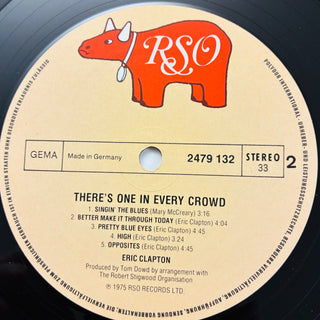 RSO
GEMA
Made in Germany
2479 132
STEREO
33
2
THERE'S ONE IN EVERY CROWD
1. SINGIN' THE BLUES (Mary McCreary) 3:16
2. BETTER MAKE IT THROUGH TODAY (Eric Clapton) 4:04
3. PRETTY BLUE EYES (Eric Clapton) 4:45
4. HIGH (Eric Clapton) 3:24
5. OPPOSITES (Eric Clapton) 4:45
ERIC CLAPTON
Produced by Tom Dowd by arrangement with
The Robert Stigwood Organisation
℗ 1975 RSO RECORDS LTD.
POLYDOR INTERNATIONAL